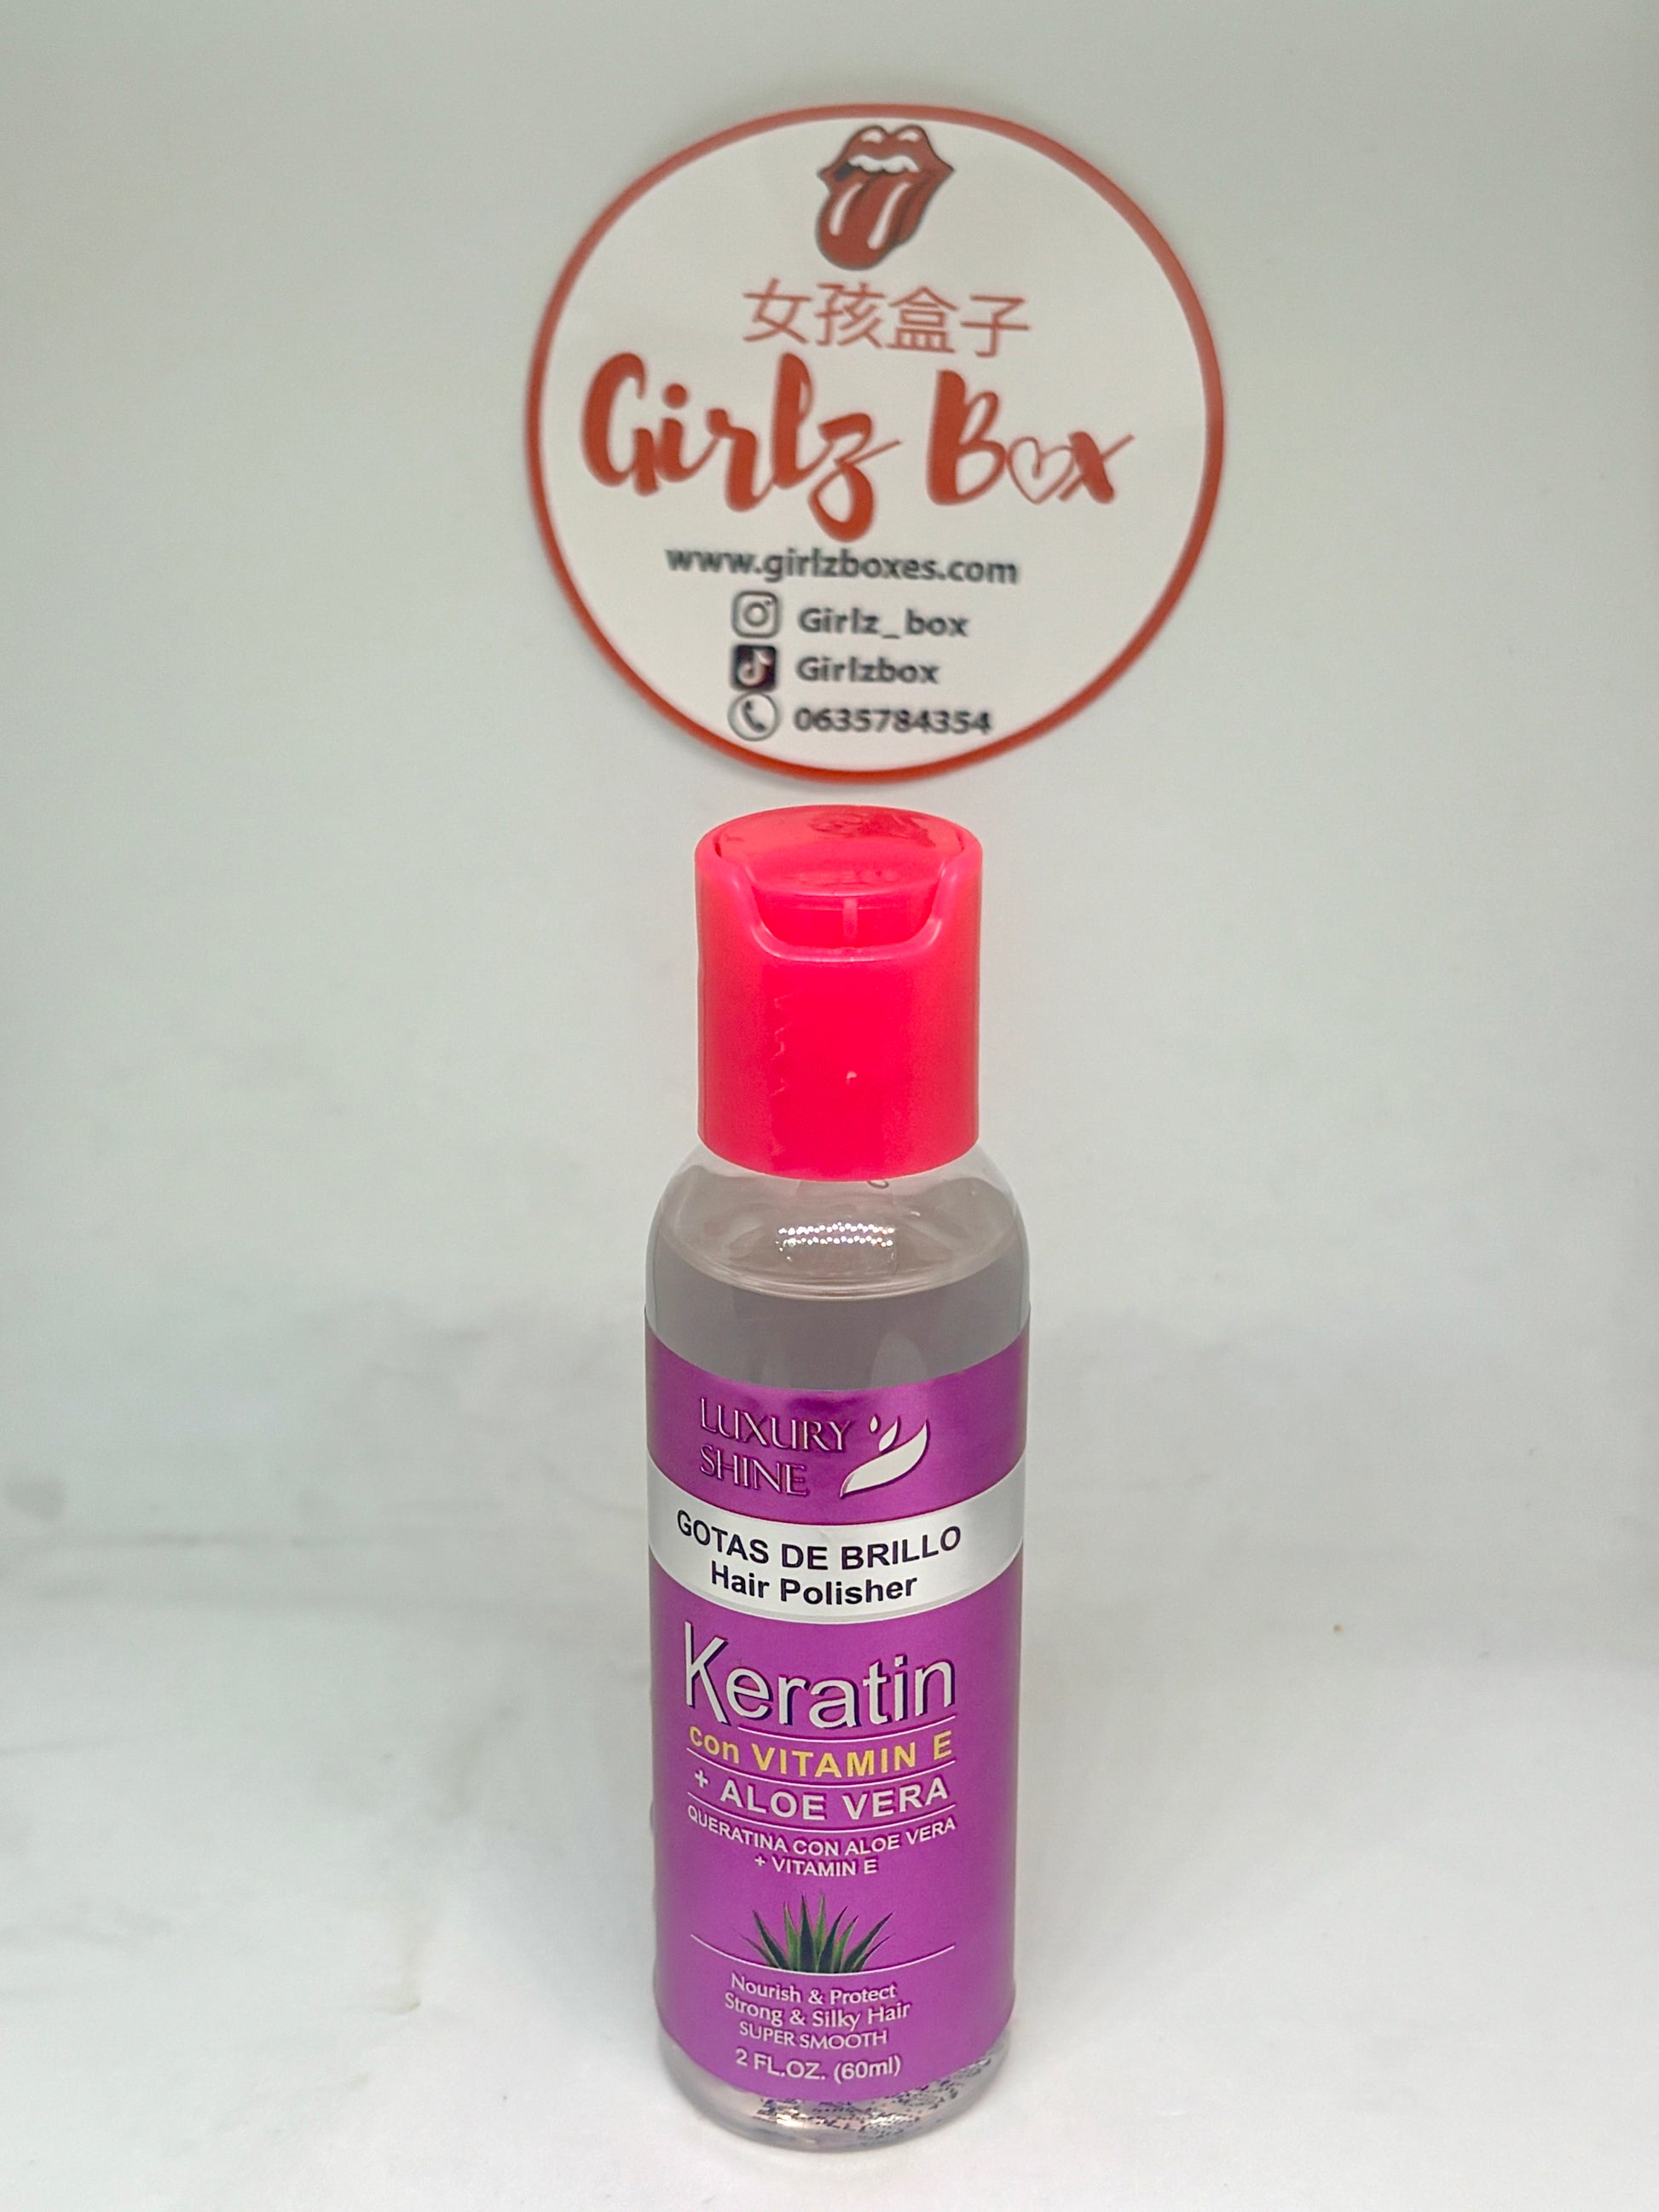 女孩盒子
Girlz Box
www.girlzboxes.com
Girlz_box
Girlzbox
0635784354
LUXURY
SHINE
GOTAS DE BRILLO
Hair Polisher
Keratin
con VITAMIN E
+ ALOE VERA
QUERATINA CON ALOE VERA
+ VITAMIN E
Nourish & Protect
Strong & Silky Hair
SUPER SMOOTH
2 FL.OZ. (60ml)